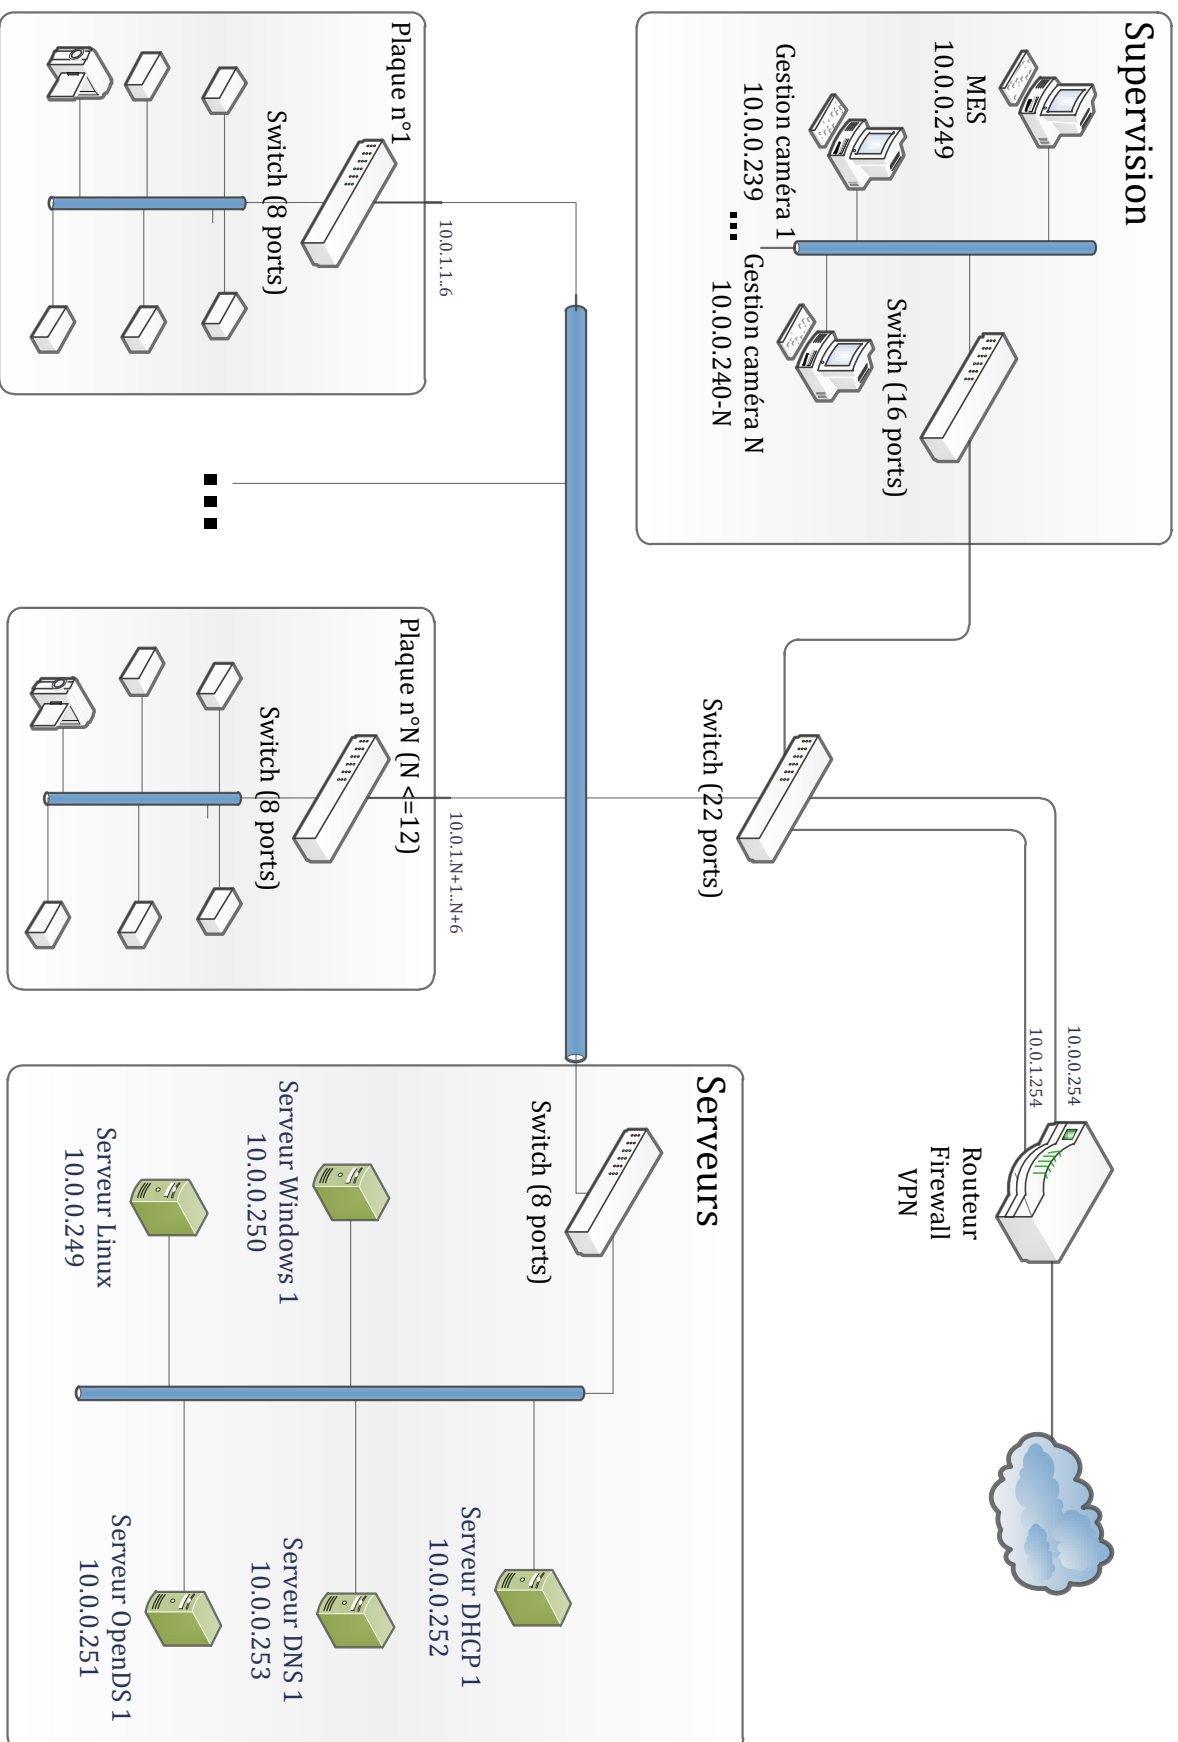 Supervision
MES
10.0.0.249
Gestion caméra 1
10.0.0.239
...
Gestion caméra N
10.0.0.240-N
Switch (16 ports)
Switch (22 ports)
10.0.0.254
10.0.1.254
Routeur
Firewall
VPN
Plaque n°1
Switch (8 ports)
10.0.1.1..6
...
Plaque n°N (N <=12)
Switch (8 ports)
10.0.1.N+1..N+6
Serveurs
Switch (8 ports)
Serveur Windows 1
10.0.0.250
Serveur Linux
10.0.0.249
Serveur DHCP 1
10.0.0.252
Serveur DNS 1
10.0.0.253
Serveur OpenDS 1
10.0.0.251